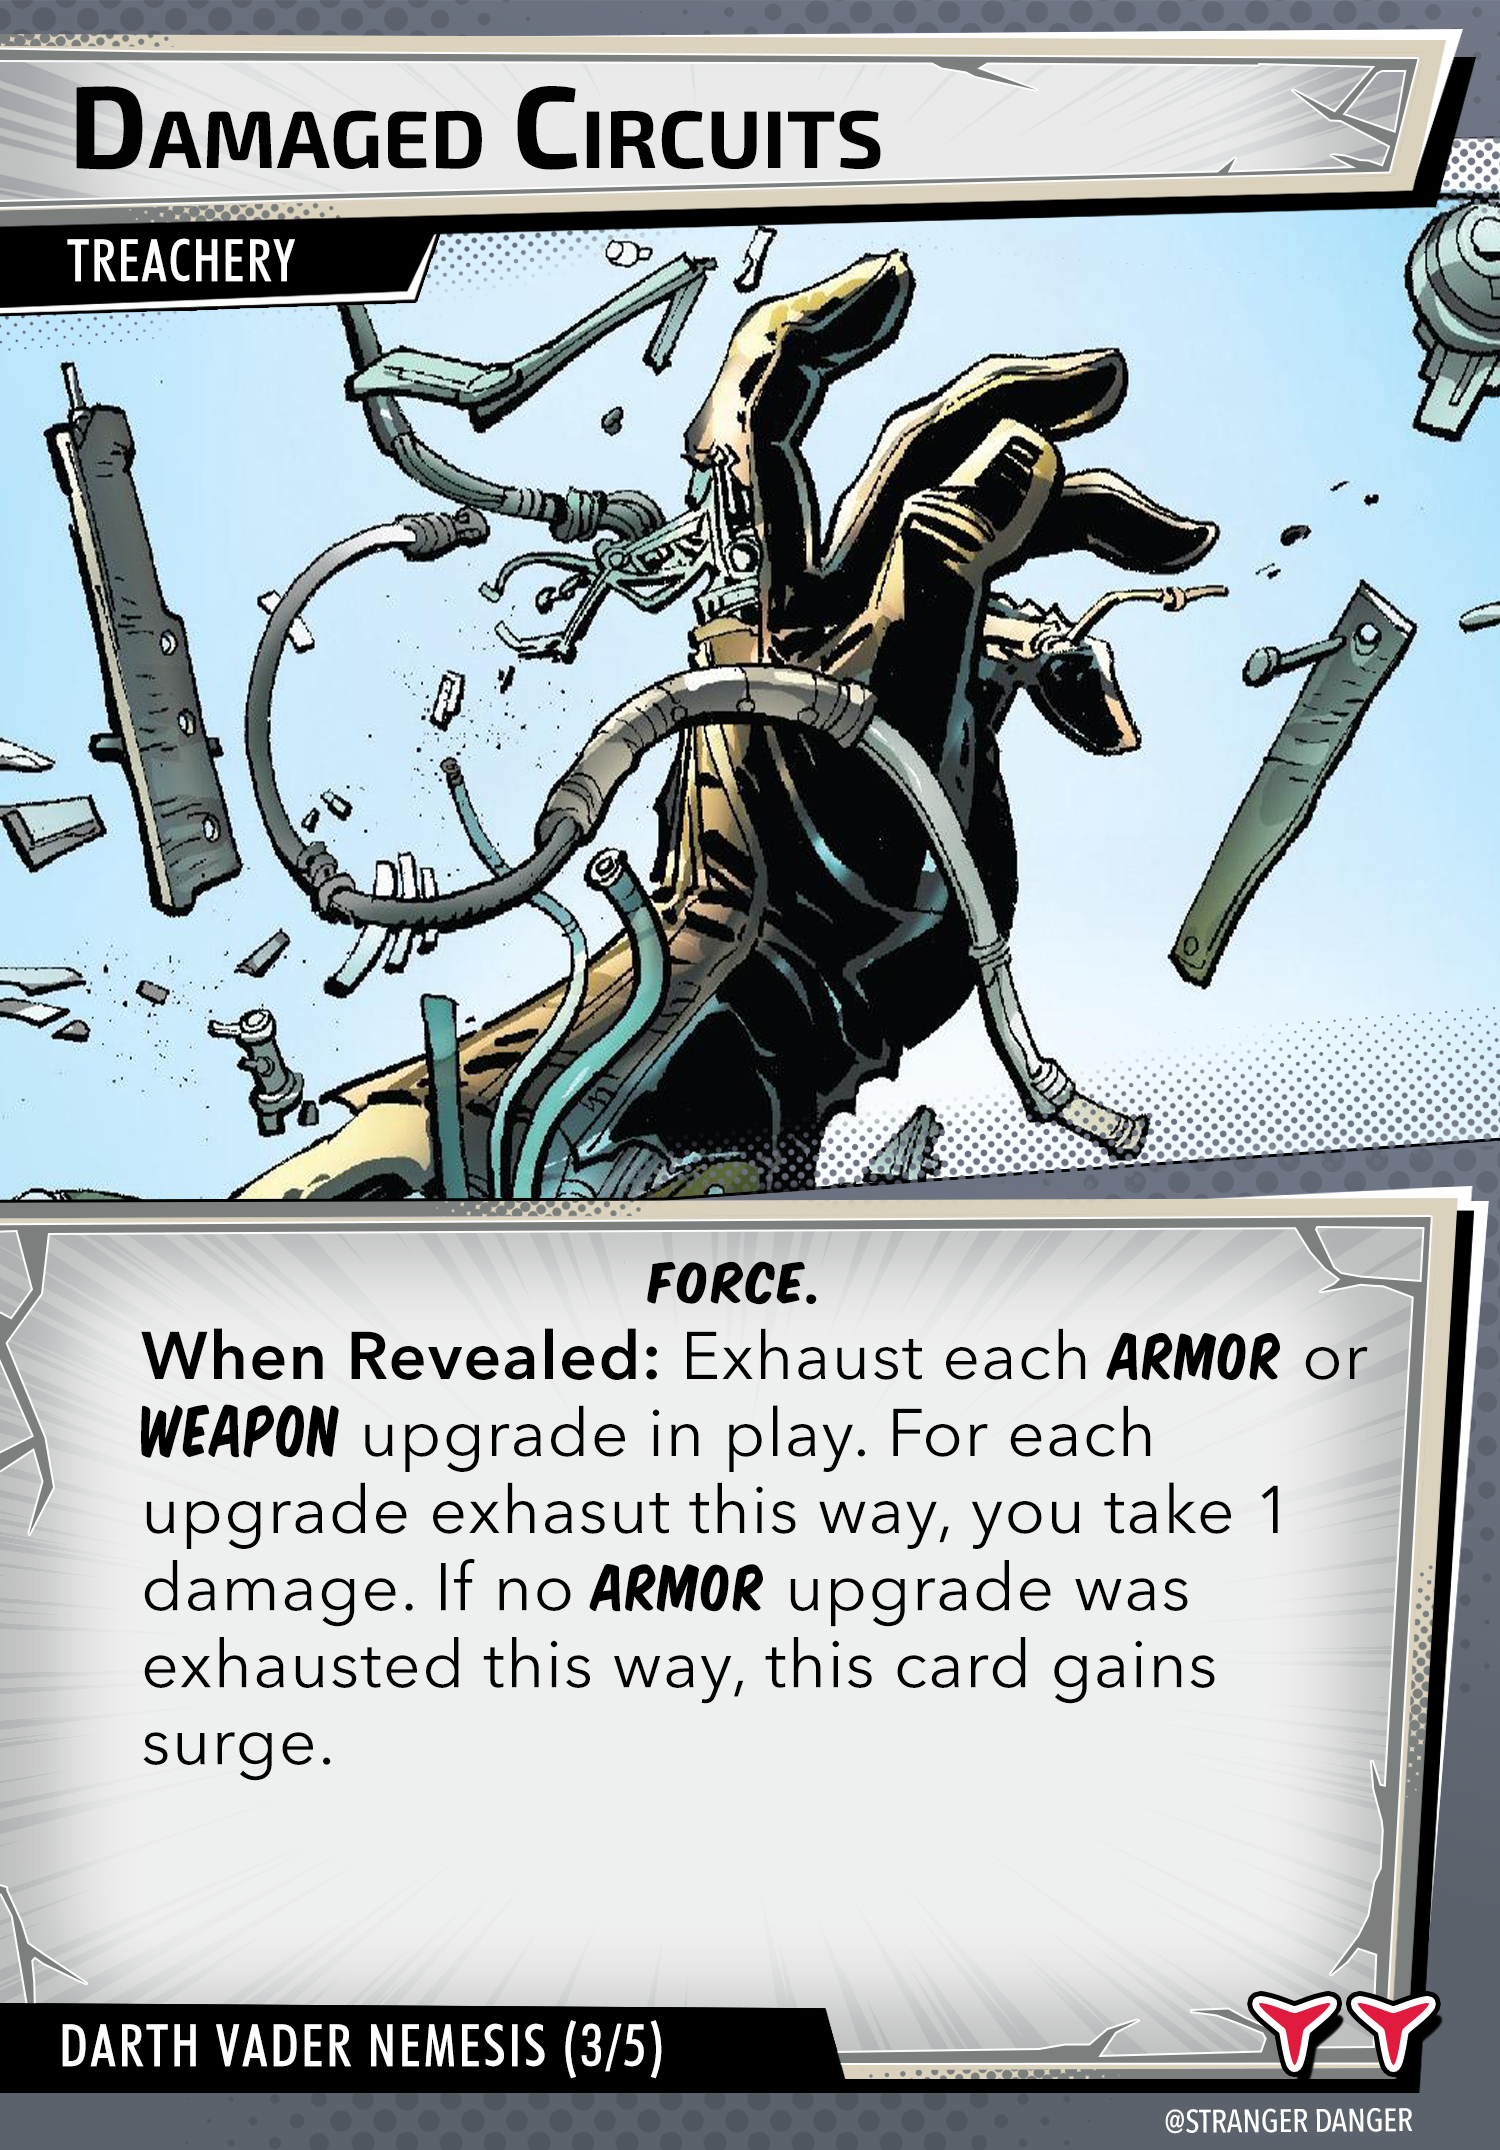 DAMAGED CIRCUITS
TREACHERY
FORCE.
When Revealed: Exhaust each ARMOR or
WEAPON upgrade in play. For each
upgrade exhasut this way, you take 1
damage. If no ARMOR upgrade was
exhausted this way, this card gains
surge.
DARTH VADER NEMESIS (3/5)
@STRANGER DANGER